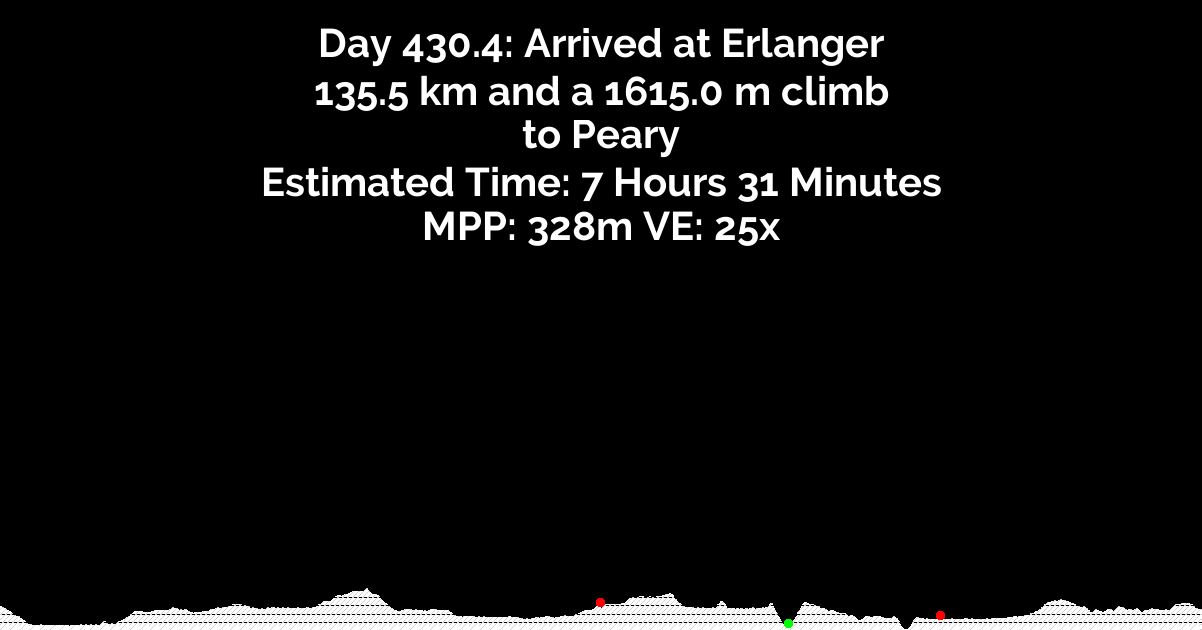 Day 430.4: Arrived at Erlanger
135.5 km and a 1615.0 m climb
to Peary
Estimated Time: 7 Hours 31 Minutes
MPP: 328m VE: 25x